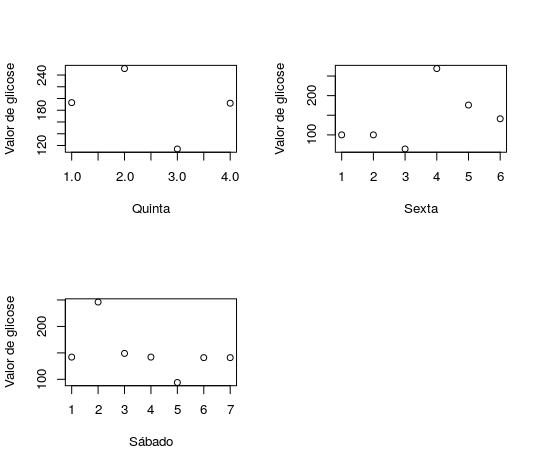 Valor de glicose
240
180
120
1.0 2.0 3.0 4.0
Quinta
Valor de glicose
200
100
1 2 3 4 5 6
Sexta
Valor de glicose
200
100
1 2 3 4 5 6 7
Sábado